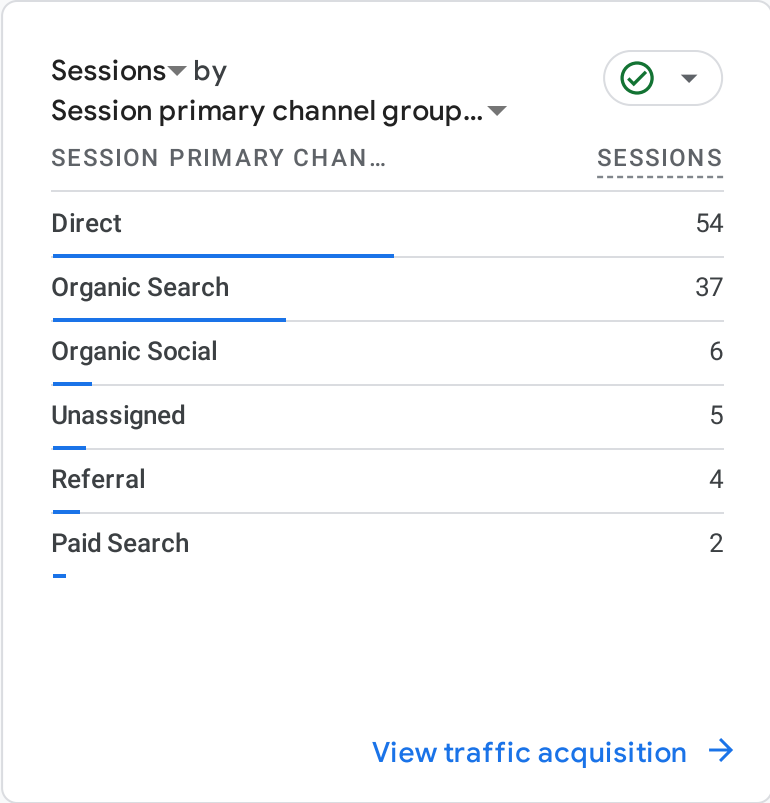 Sessions by
Session primary channel group...
SESSION PRIMARY CHAN...
SESSIONS
Direct 54
Organic Search 37
Organic Social 6
Unassigned 5
Referral 4
Paid Search 2
View traffic acquisition